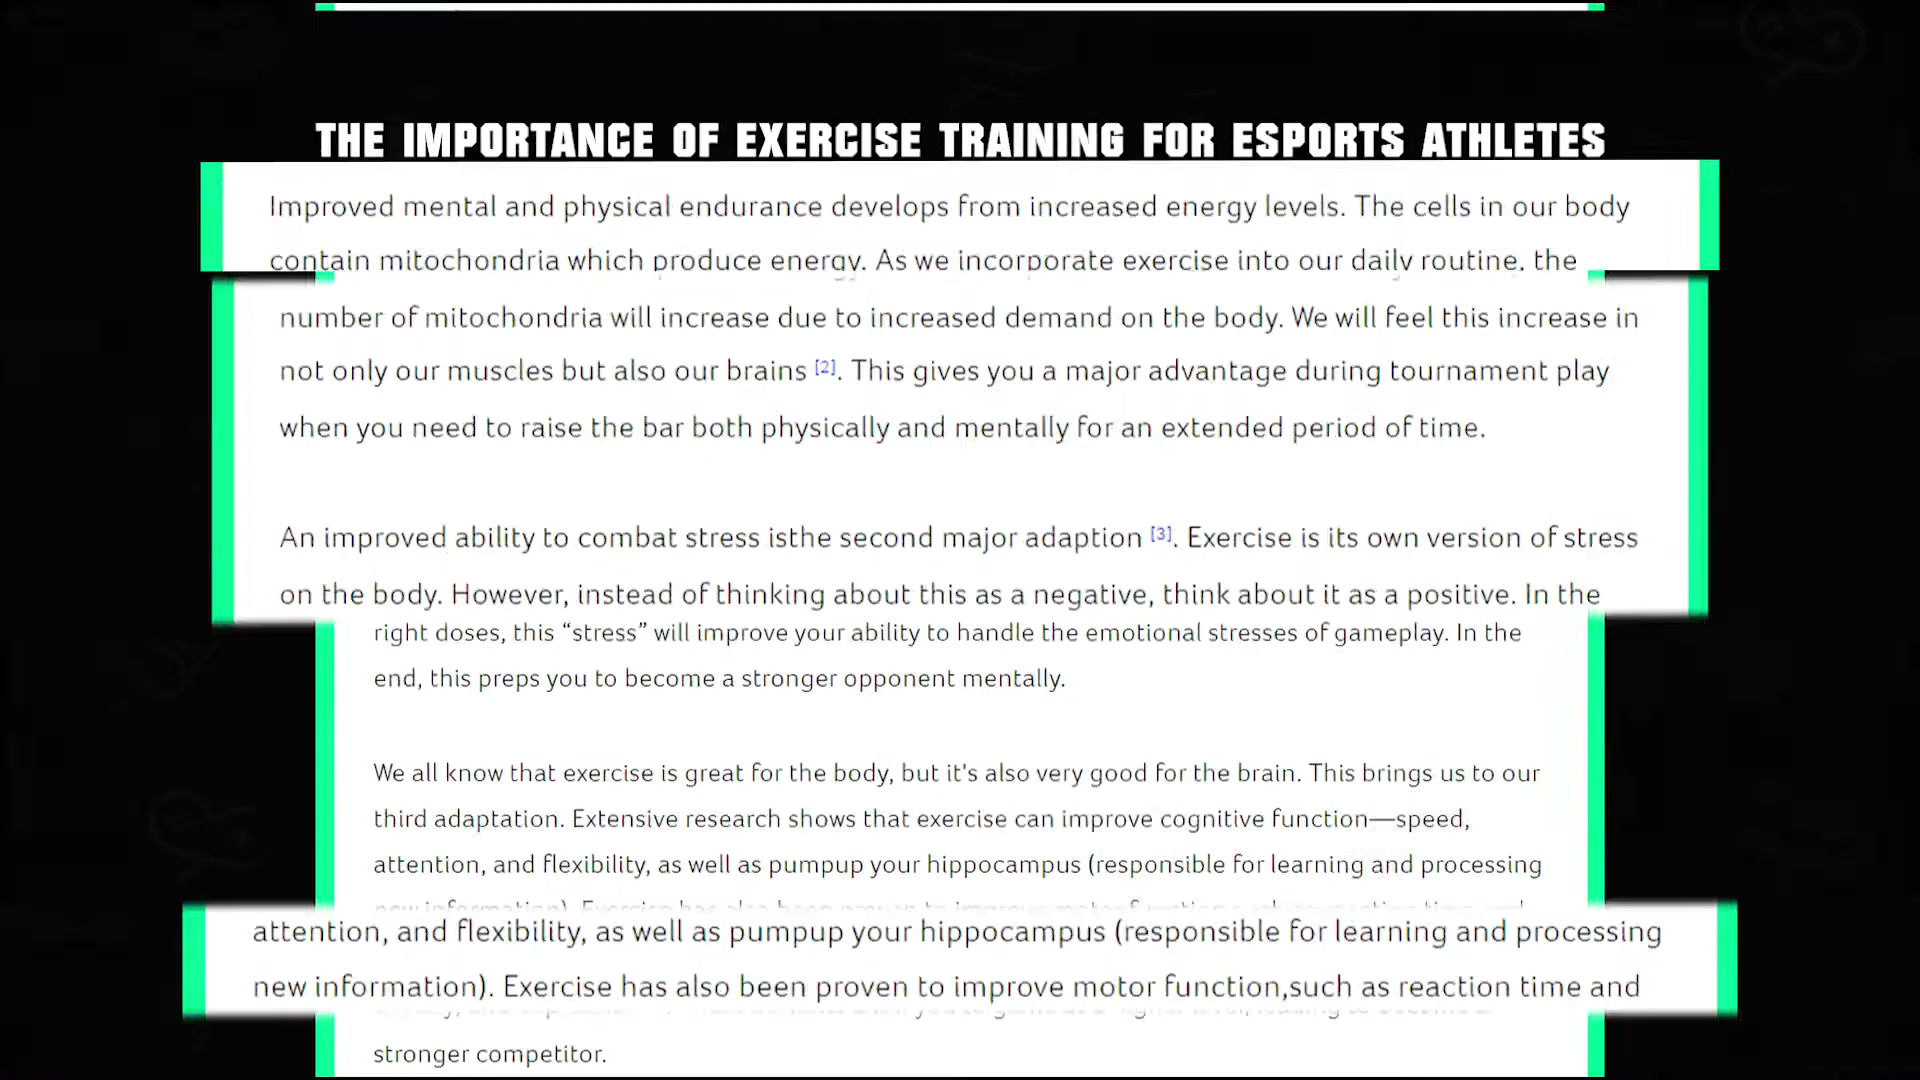 THE IMPORTANCE OF EXERCISE TRAINING FOR ESPORTS ATHLETES
Improved mental and physical endurance develops from increased energy levels. The cells in our body
contain mitochondria which produce energy. As we incorporate exercise into our daily routine, the
number of mitochondria will increase due to increased demand on the body. We will feel this increase in
not only our muscles but also our brains [2]. This gives you a major advantage during tournament play
when you need to raise the bar both physically and mentally for an extended period of time.
An improved ability to combat stress isthe second major adaption [3]. Exercise is its own version of stress
on the body. However, instead of thinking about this as a negative, think about it as a positive. In the
right doses, this “stress” will improve your ability to handle the emotional stresses of gameplay. In the
end, this preps you to become a stronger opponent mentally.
We all know that exercise is great for the body, but it's also very good for the brain. This brings us to our
third adaptation. Extensive research shows that exercise can improve cognitive function—speed,
attention, and flexibility, as well as pumpup your hippocampus (responsible for learning and processing
attention, and flexibility, as well as pumpup your hippocampus (responsible for learning and processing
new information). Exercise has also been proven to improve motor function,such as reaction time and
stronger competitor.